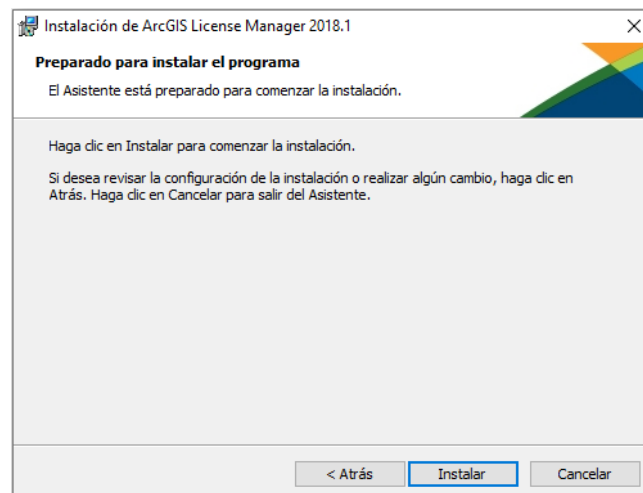 Instalación de ArcGIS License Manager 2018.1
Preparado para instalar el programa
El Asistente está preparado para comenzar la instalación.
Haga clic en Instalar para comenzar la instalación.
Si desea revisar la configuración de la instalación o realizar algún cambio, haga clic en
Atrás. Haga clic en Cancelar para salir del Asistente.
< Atrás
Instalar
Cancelar